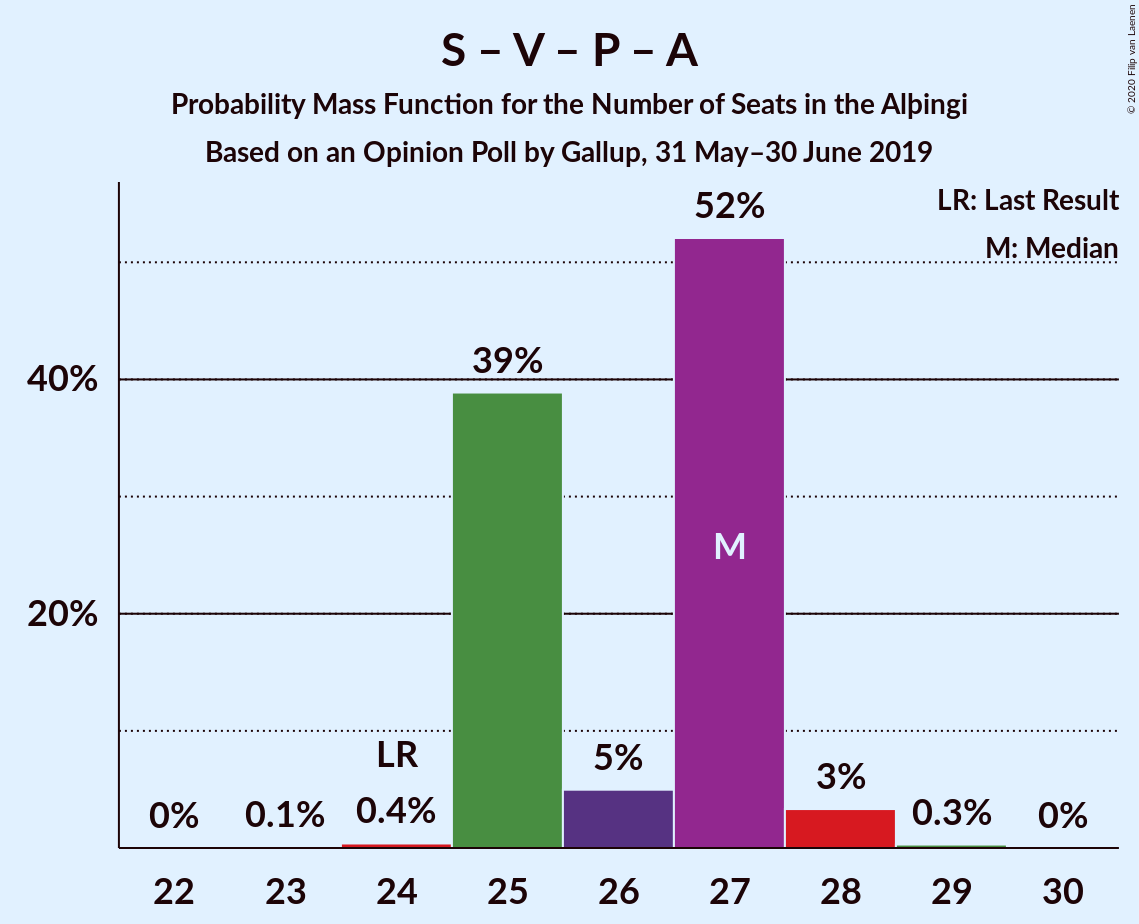 S – V – P – A
Probability Mass Function for the Number of Seats in the Alþingi
Based on an Opinion Poll by Gallup, 31 May–30 June 2019
© 2020 Filip van Laenen
LR: Last Result
M: Median
52%
39%
40%
M
20%
LR
5%
3%
0%
0.1%
0.4%
0.3%
0%
22 23 24 25 26 27 28 29 30